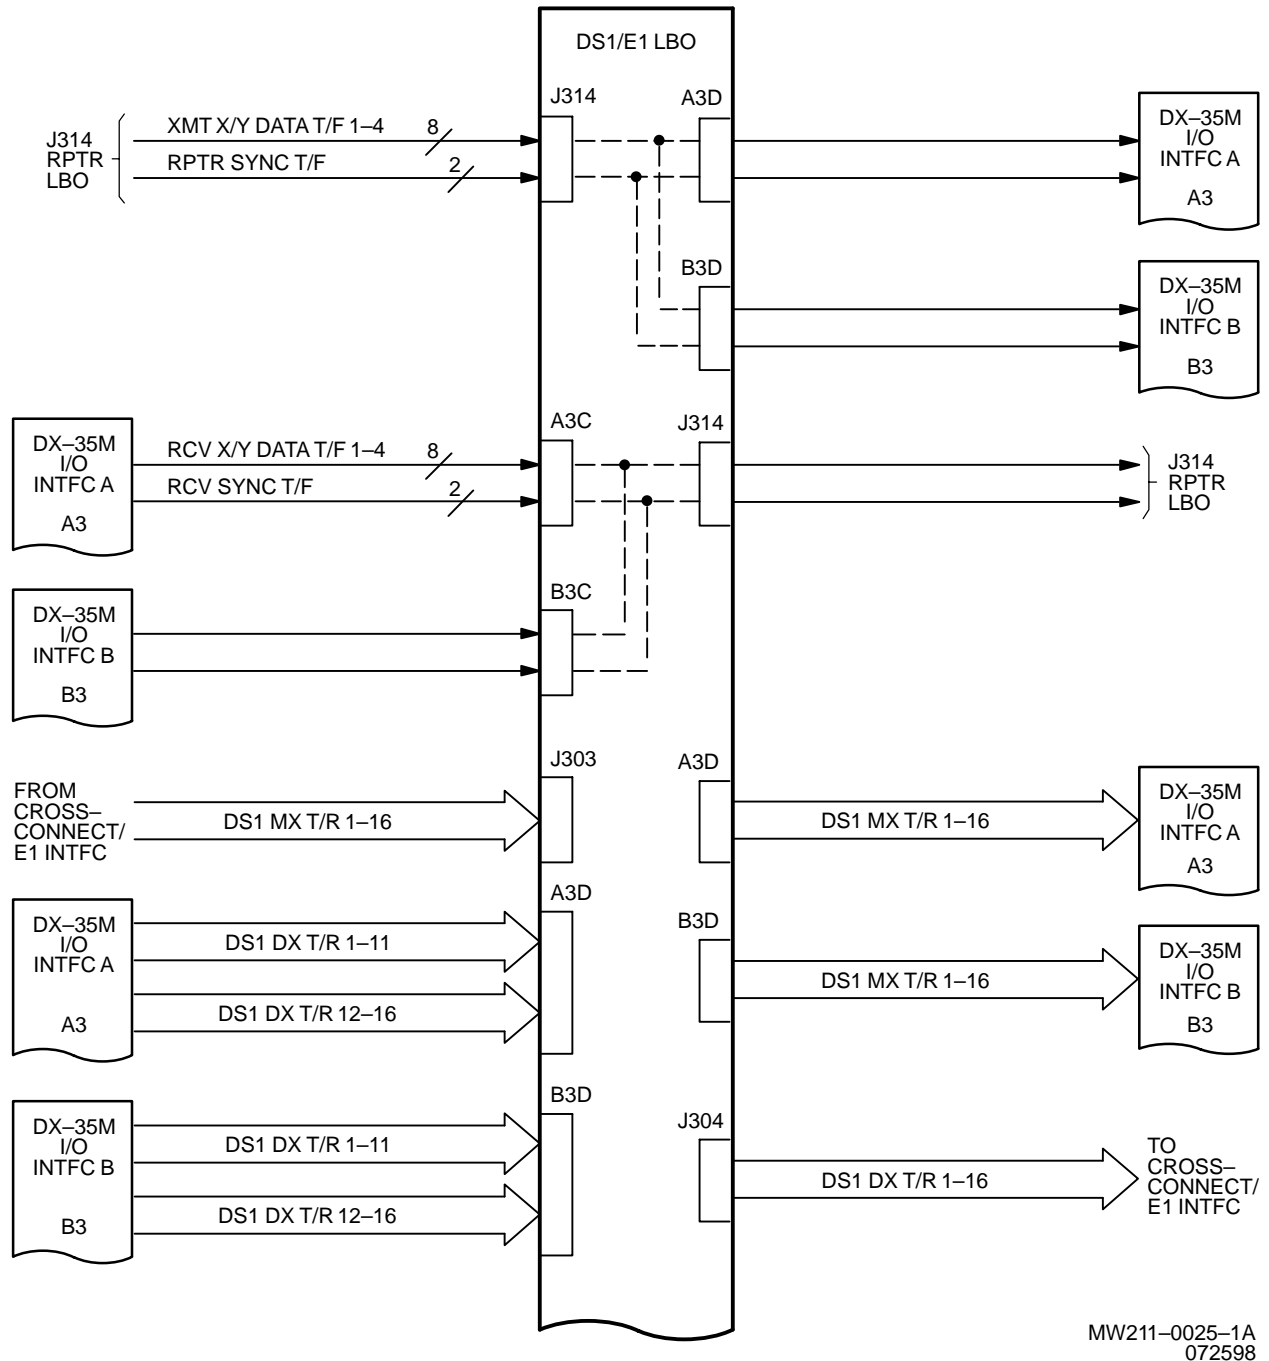 DS1/E1 LBO
J314
A3D
J314
RPTR
LBO
XMT X/Y DATA T/F 1–4
8
RPTR SYNC T/F
2
DX–35M
I/O
INTFC A
A3
B3D
DX–35M
I/O
INTFC B
B3
DX–35M
I/O
INTFC A
A3
RCV X/Y DATA T/F 1–4
8
RCV SYNC T/F
2
A3C
J314
J314
RPTR
LBO
DX–35M
I/O
INTFC B
B3
B3C
FROM
CROSS–
CONNECT/
E1 INTFC
DS1 MX T/R 1–16
J303
A3D
DS1 MX T/R 1–16
DX–35M
I/O
INTFC A
A3
DX–35M
I/O
INTFC A
A3
DS1 DX T/R 1–11
DS1 DX T/R 12–16
A3D
B3D
DS1 MX T/R 1–16
DX–35M
I/O
INTFC B
B3
DX–35M
I/O
INTFC B
B3
DS1 DX T/R 1–11
DS1 DX T/R 12–16
B3D
J304
DS1 DX T/R 1–16
TO
CROSS–
CONNECT/
E1 INTFC
MW211–0025–1A
072598